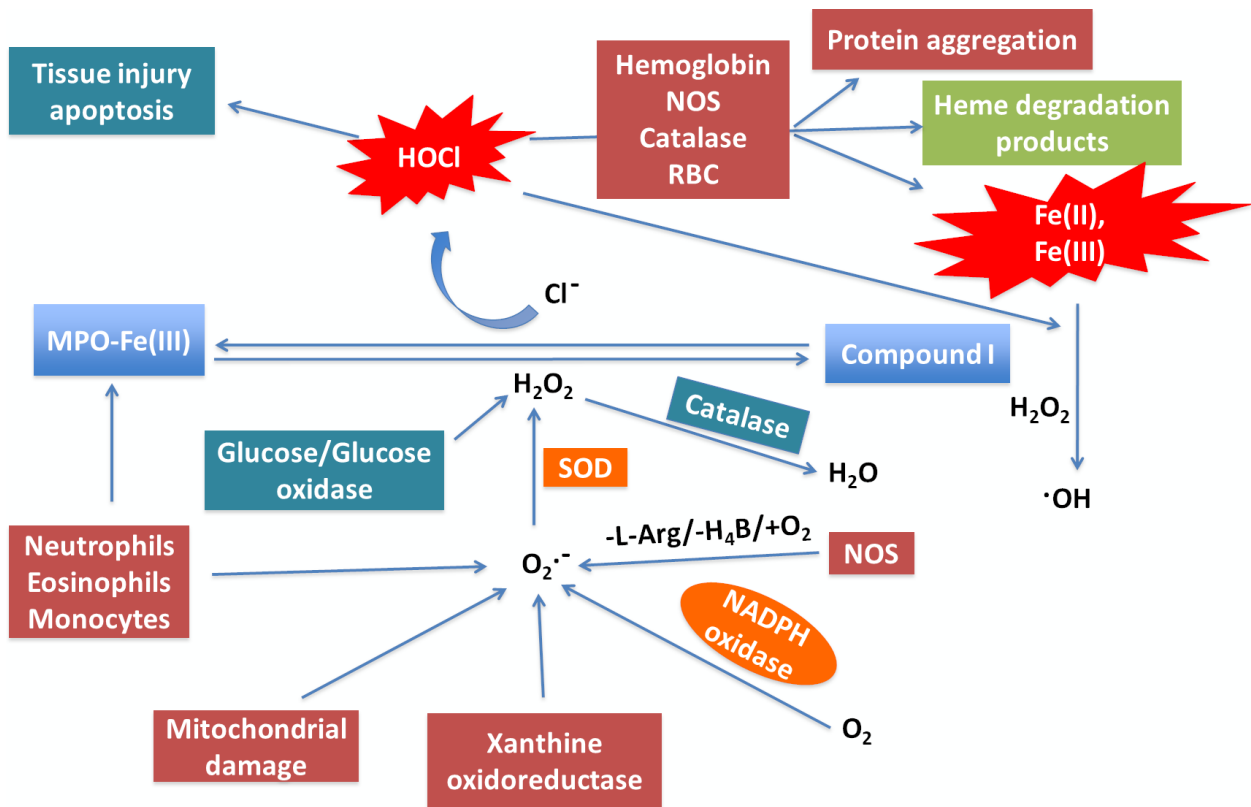 Tissue injury
apoptosis
HOCl
Hemoglobin
NOS
Catalase
RBC
Protein aggregation
Heme degradation
products
Fe(II),
Fe(III)
Cl⁻
MPO-Fe(III)
Compound I
H₂O₂
Catalase
H₂O₂
Glucose/Glucose
oxidase
SOD
H₂O
·OH
-L-Arg/-H₄B/+O₂
NOS
Neutrophils
Eosinophils
Monocytes
O₂·⁻
NADPH
oxidase
Mitochondrial
damage
Xanthine
oxidoreductase
O₂